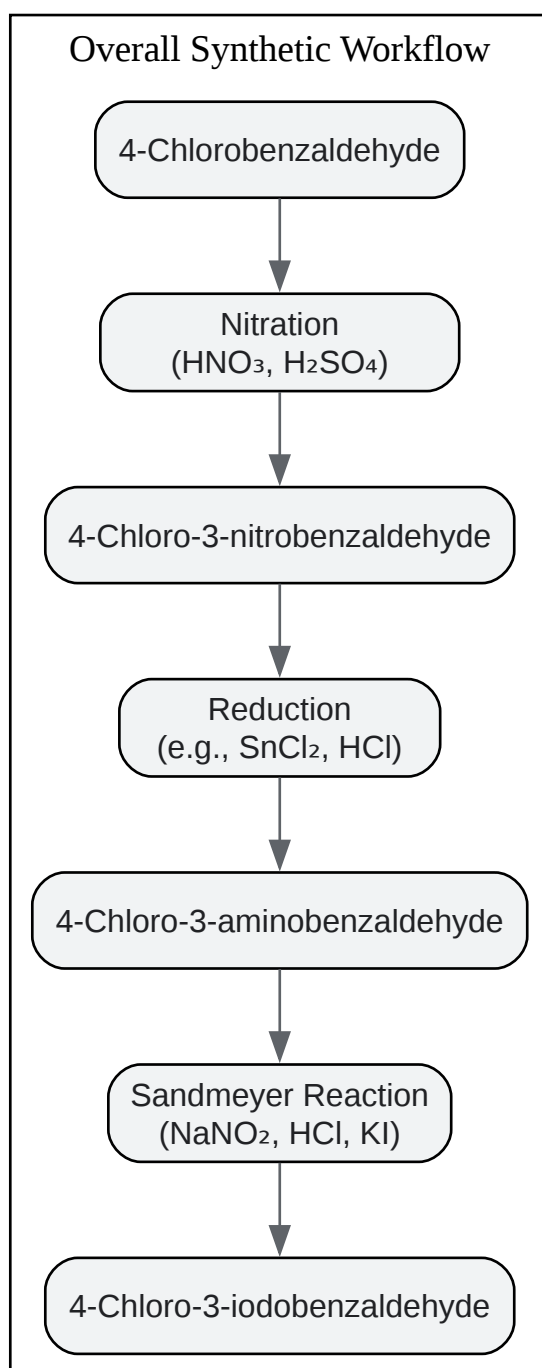 Overall Synthetic Workflow
4-Chlorobenzaldehyde
Nitration
(HNO₃, H₂SO₄)
4-Chloro-3-nitrobenzaldehyde
Reduction
(e.g., SnCl₂, HCl)
4-Chloro-3-aminobenzaldehyde
Sandmeyer Reaction
(NaNO₂, HCl, KI)
4-Chloro-3-iodobenzaldehyde